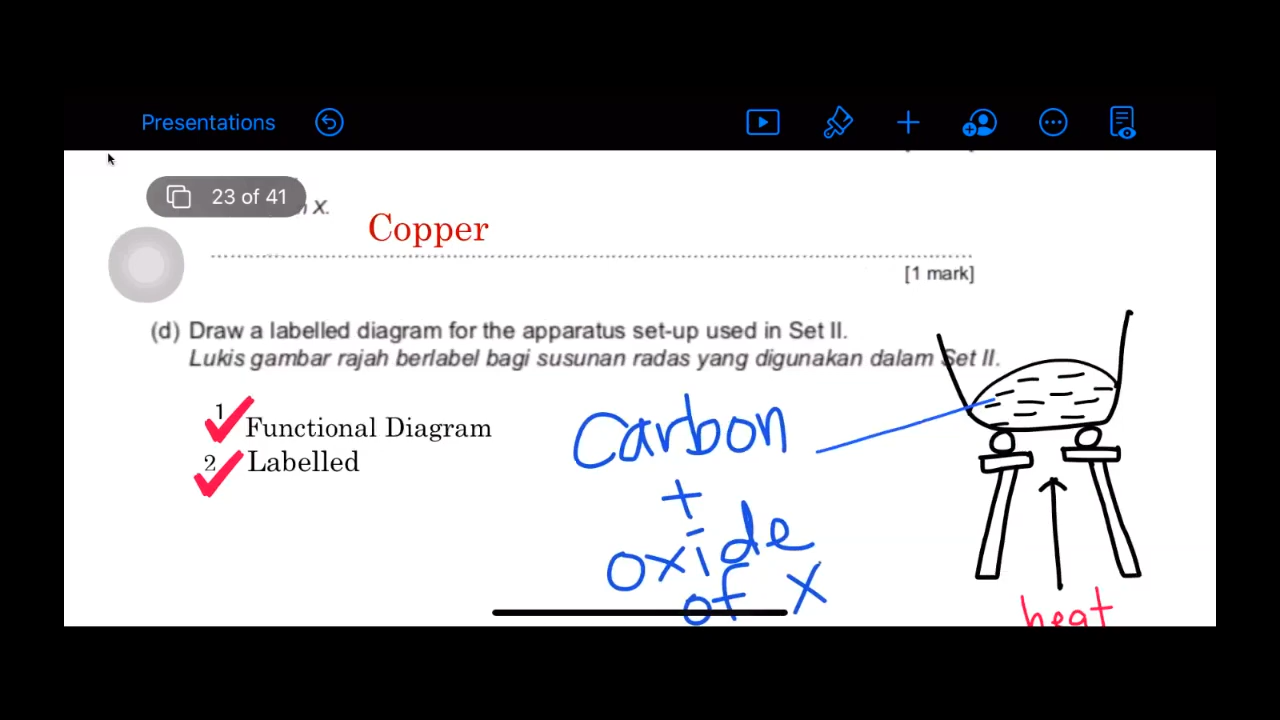 Presentations
23 of 41
X.
Copper
[1 mark]
(d) Draw a labelled diagram for the apparatus set-up used in Set II.
Lukis gambar rajah berlabel bagi susunan radas yang digunakan dalam Set II.
1 Functional Diagram
2 Labelled
Carbon
+
oxide
of X
heat